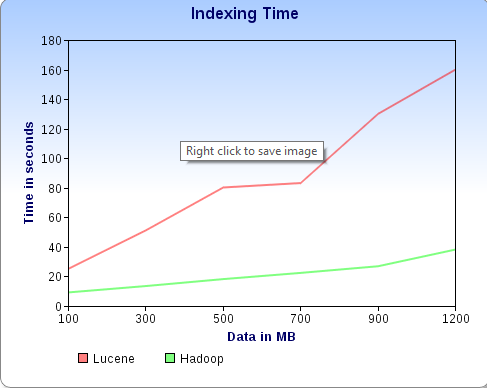 Indexing Time
180
160
140
120
100
80
60
40
20
0
Time in seconds
Right click to save image
100 300 500 700 900 1200
Data in MB
Lucene Hadoop